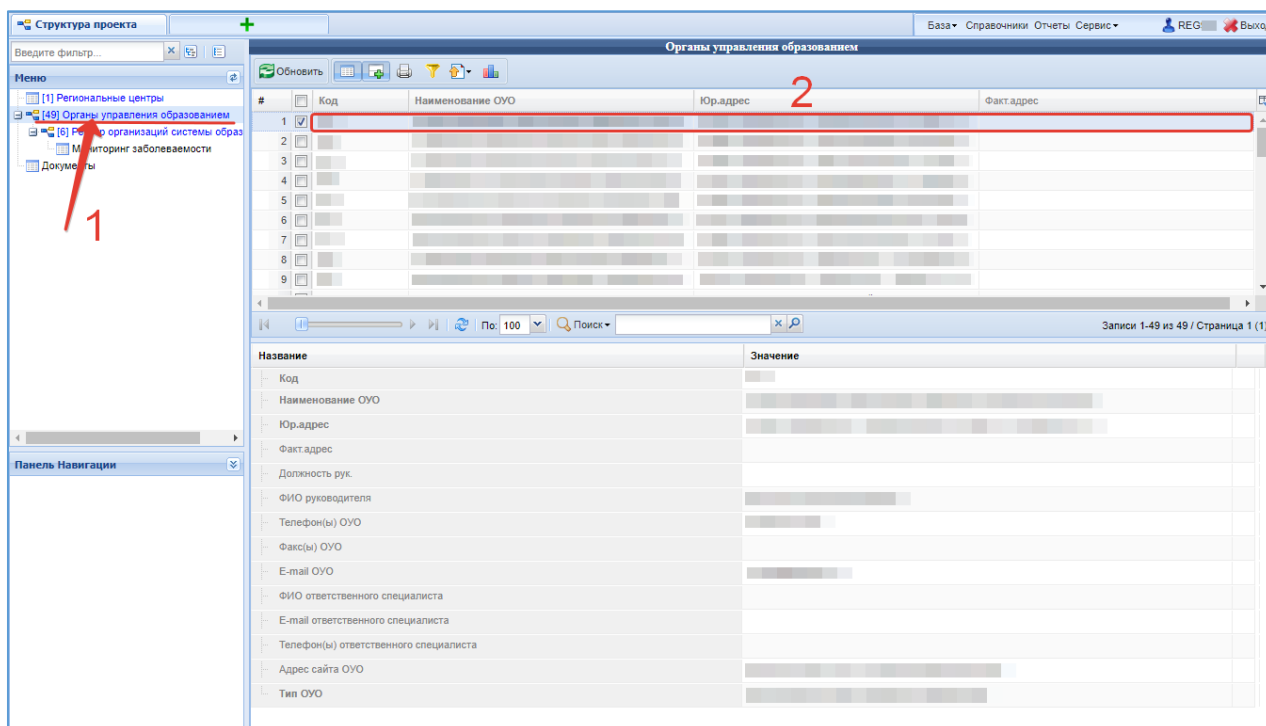 Структура проекта
База Справочники Отчеты Сервис REG Выход
Введите фильтр...
Органы управления образованием
Меню
Обновить
[1] Региональные центры
[49] Органы управления образованием
[6] Реестр организаций системы образ
Мониторинг заболеваемости
Документы
1
# Код Наименование ОУО Юр.адрес Факт.адрес
2
1
2
3
4
5
6
7
8
9
По: 100 Поиск Записи 1-49 из 49 / Страница 1 (1)
Название Значение
Код
Наименование ОУО
Юр.адрес
Факт.адрес
Панель Навигации
Должность рук.
ФИО руководителя
Телефон(ы) ОУО
Факс(ы) ОУО
E-mail ОУО
ФИО ответственного специалиста
E-mail ответственного специалиста
Телефон(ы) ответственного специалиста
Адрес сайта ОУО
Тип ОУО